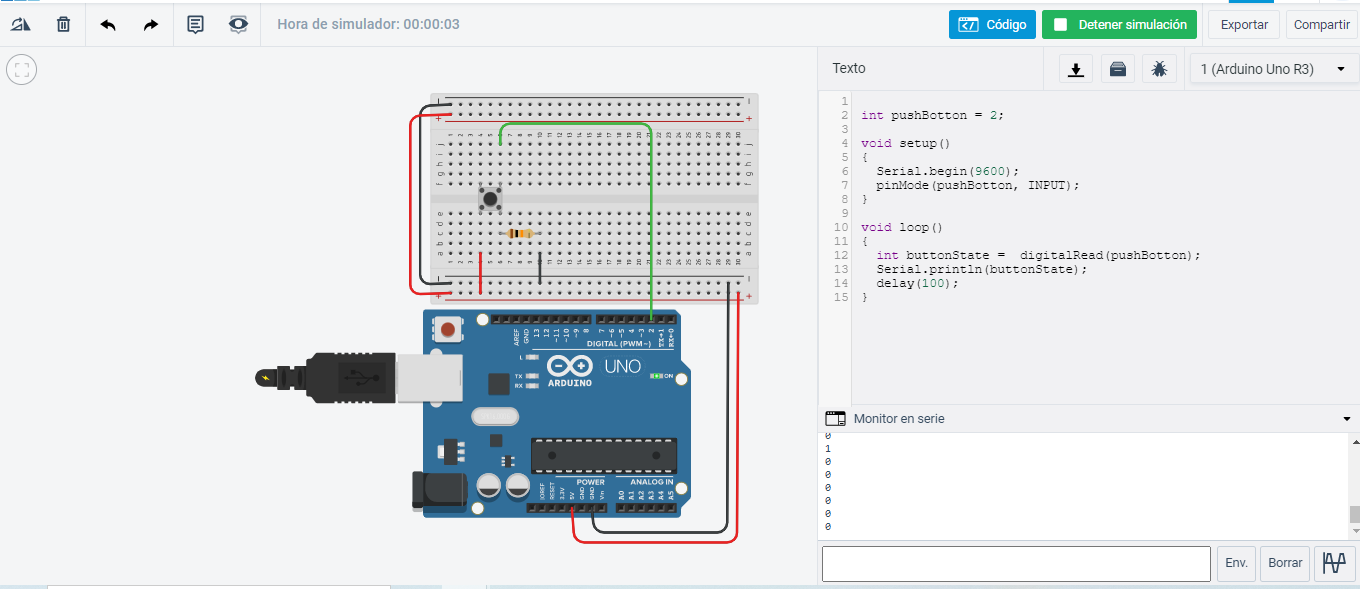 Hora de simulador: 00:00:03
Código
Detener simulación
Exportar
Compartir
Texto
1 (Arduino Uno R3)
1
2 int pushBotton = 2;
3
4 void setup()
5 {
6 Serial.begin(9600);
7 pinMode(pushBotton, INPUT);
8 }
9
10 void loop()
11 {
12 int buttonState =  digitalRead(pushBotton);
13 Serial.println(buttonState);
14 delay(100);
15 }
AREF
GND
13
12
~11
~10
~9
8
7
~6
~5
4
~3
2
TX→1
RX←0
DIGITAL (PWM~)
L
TX
RX
ARDUINO
UNO
ON
POWER
ANALOG IN
IOREF
RESET
3.3V
5V
GND
GND
Vin
A0
A1
A2
A3
A4
A5
Monitor en serie
0
1
0
0
0
0
0
0
Env.
Borrar